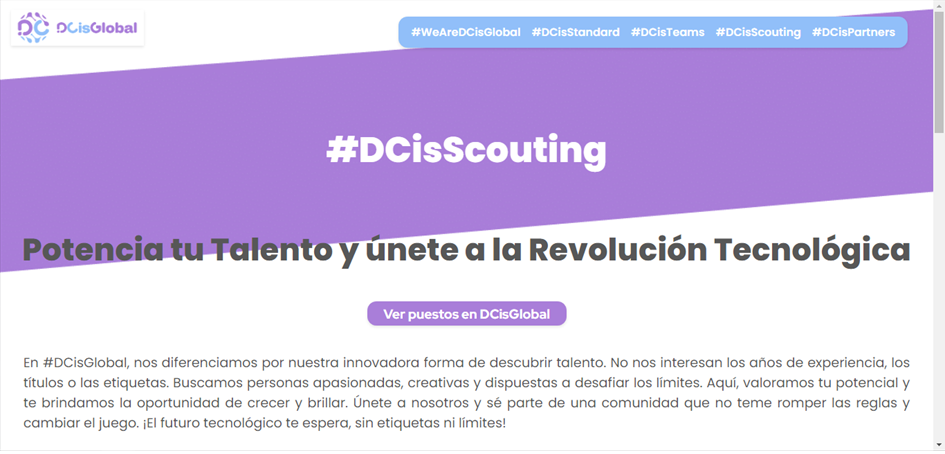 DC DCisGlobal
#WeAreDCisGlobal #DCisStandard #DCisTeams #DCisScouting #DCisPartners
#DCisScouting
Potencia tu Talento y únete a la Revolución Tecnológica
Ver puestos en DCisGlobal
En #DCisGlobal, nos diferenciamos por nuestra innovadora forma de descubrir talento. No nos interesan los años de experiencia, los
títulos o las etiquetas. Buscamos personas apasionadas, creativas y dispuestas a desafiar los límites. Aquí, valoramos tu potencial y
te brindamos la oportunidad de crecer y brillar. Únete a nosotros y sé parte de una comunidad que no teme romper las reglas y
cambiar el juego. ¡El futuro tecnológico te espera, sin etiquetas ni límites!